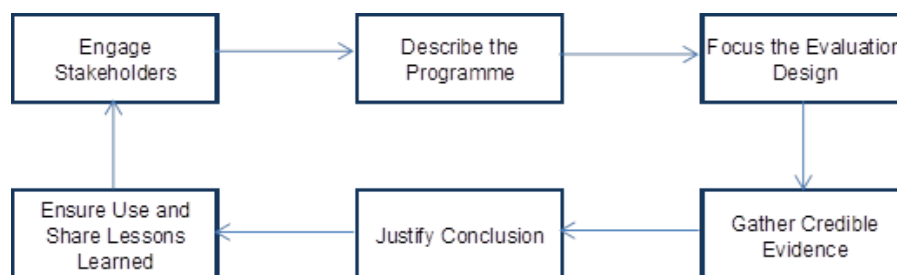 Engage
Stakeholders
Describe the
Programme
Focus the Evaluation
Design
Ensure Use and
Share Lessons
Learned
Justify Conclusion
Gather Credible
Evidence